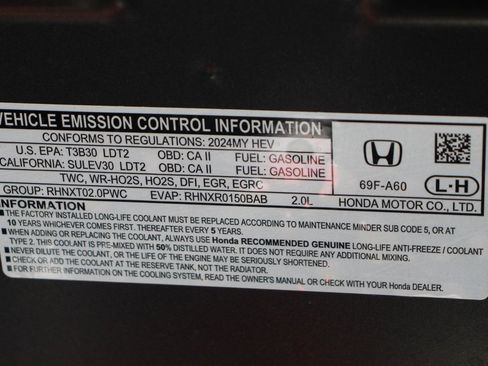 VEHICLE EMISSION CONTROL INFORMATION
CONFORMS TO REGULATIONS: 2024MY HEV
U.S. EPA: T3B30 LDT2 OBD: CA II FUEL: GASOLINE
CALIFORNIA: SULEV30 LDT2 OBD: CA II FUEL: GASOLINE
TWC, WR-HO2S, HO2S, DFI, EGR, EGRC
GROUP: RHNXT02.0PWC EVAP: RHNXR0150BAB 2.0L
HONDA
69F-A60 L-H
HONDA MOTOR CO., LTD.
NOTICE
■THE FACTORY INSTALLED LONG-LIFE COOLANT MUST BE REPLACED ACCORDING TO MAINTENANCE MINDER SUB CODE 5, OR AT
10 YEARS WHICHEVER COMES FIRST. THEREAFTER EVERY 5 YEARS.
■WHEN ADDING OR REPLACING THE COOLANT, ALWAYS USE Honda RECOMMENDED GENUINE LONG-LIFE ANTI-FREEZE / COOLANT
TYPE 2. THIS COOLANT IS PRE-MIXED WITH 50% DISTILLED WATER. IT DOES NOT REQUIRE ANY ADDITIONAL MIXING.
■NEVER DILUTE THE COOLANT, OR LIFE OF THE ENGINE MAY BE SERIOUSLY SHORTENED.
■CHECK OR ADD THE COOLANT AT THE RESERVE TANK, NOT THE RADIATOR.
■FOR FURTHER INFORMATION ON THE COOLING SYSTEM, READ THE OWNER'S MANUAL OR CHECK WITH YOUR Honda DEALER.